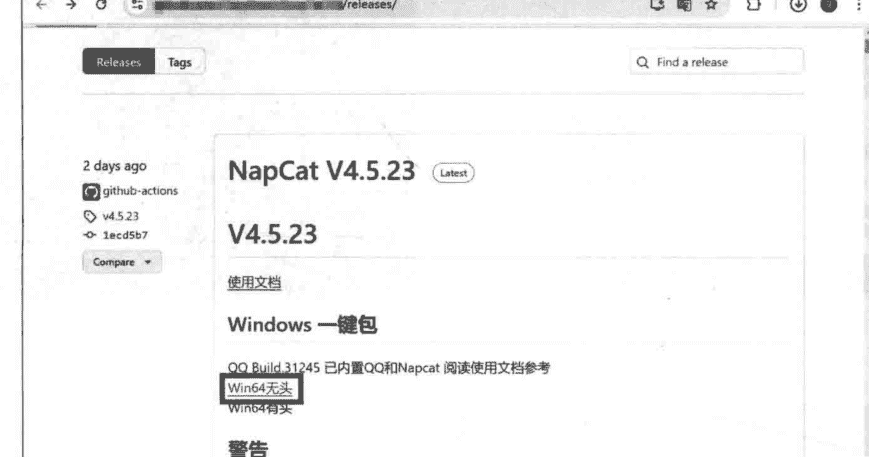 /releases/
Releases
Tags
Find a release
2 days ago
github-actions
v4.5.23
1ecd5b7
Compare
NapCat V4.5.23
Latest
V4.5.23
使用文档
Windows 一键包
QQ Build.31245 已内置QQ和Napcat 阅读使用文档参考
Win64无头
Win64有头
警告